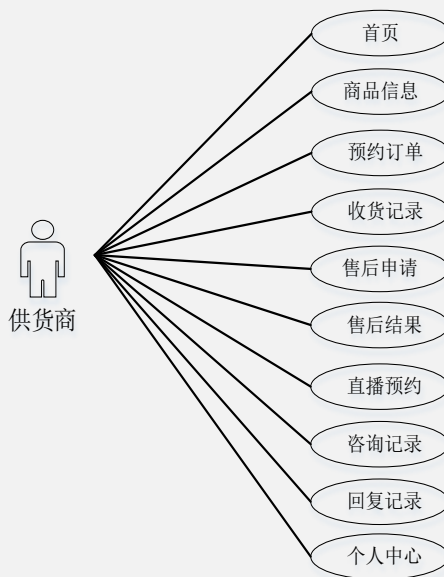 首页
商品信息
预约订单
收货记录
售后申请
供货商
售后结果
直播预约
咨询记录
回复记录
个人中心